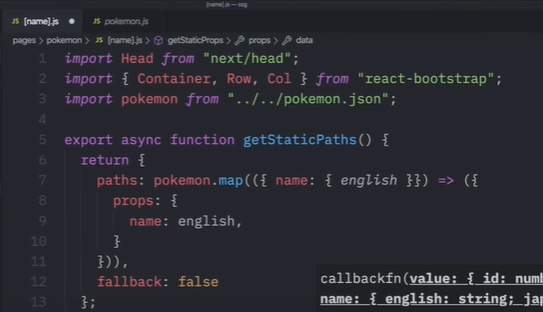 [name].js — ssg
JS [name].js ● JS pokemon.js
pages > pokemon > JS [name].js > getStaticProps > props > data
1 import Head from "next/head";
2 import { Container, Row, Col } from "react-bootstrap";
3 import pokemon from "../../pokemon.json";
4
5 export async function getStaticPaths() {
6 return {
7 paths: pokemon.map(({ name: { english }}) => ({
8 props: {
9 name: english,
10 }
11 })),
12 fallback: false
13 };
callbackfn(value: { id: numb
name: { english: string; jap